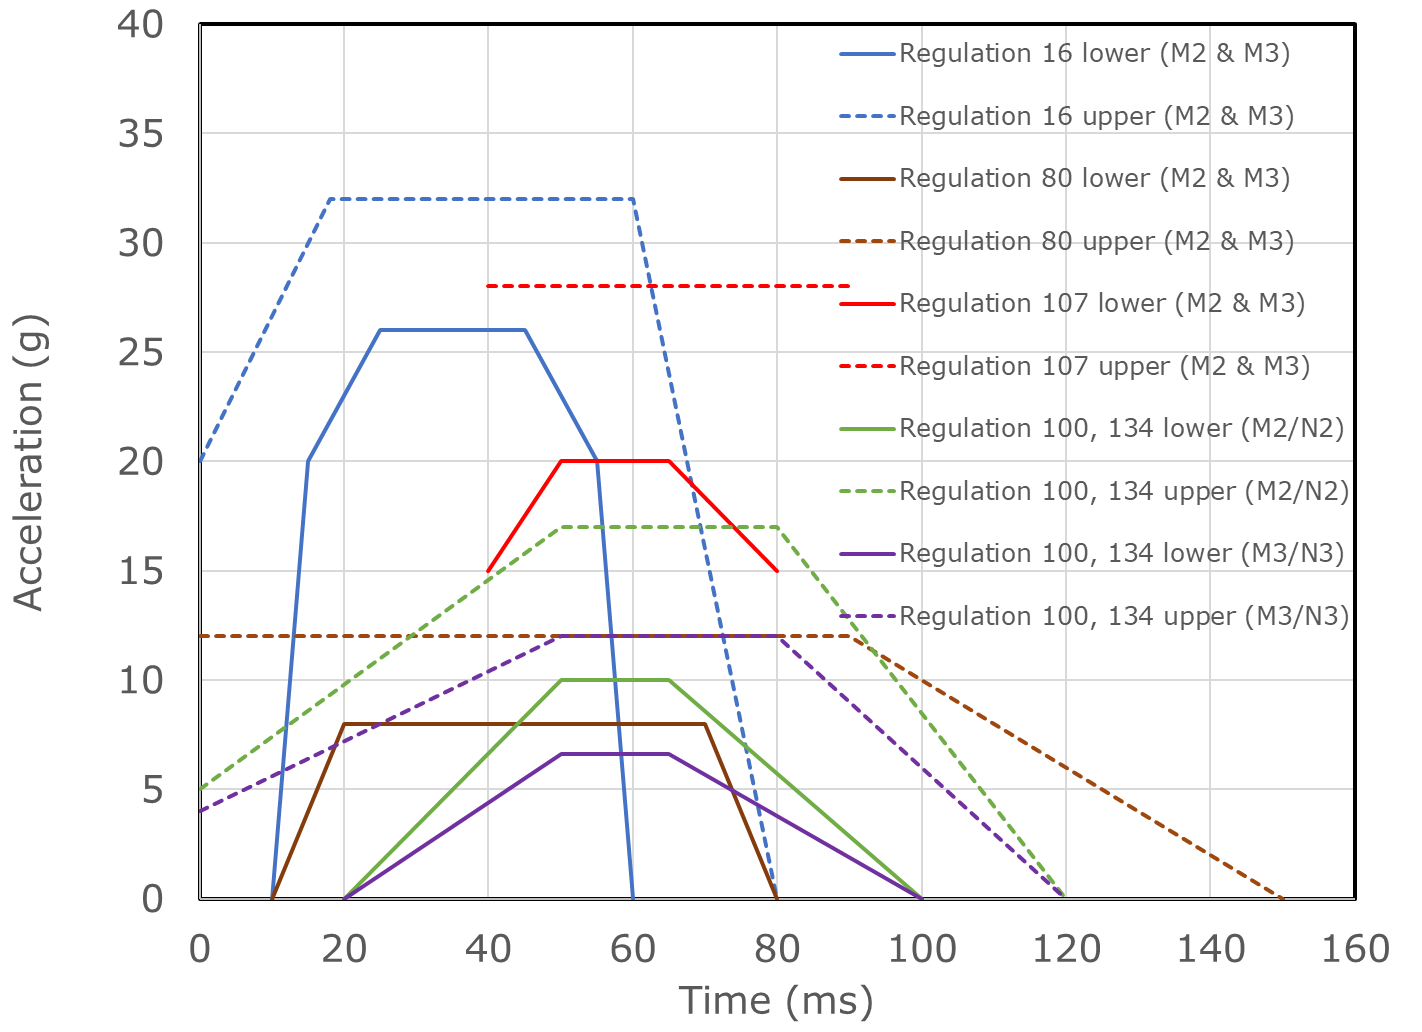 40
35
30
25
20
15
10
5
0
Acceleration (g)
Regulation 16 lower (M2 & M3)
Regulation 16 upper (M2 & M3)
Regulation 80 lower (M2 & M3)
Regulation 80 upper (M2 & M3)
Regulation 107 lower (M2 & M3)
Regulation 107 upper (M2 & M3)
Regulation 100, 134 lower (M2/N2)
Regulation 100, 134 upper (M2/N2)
Regulation 100, 134 lower (M3/N3)
Regulation 100, 134 upper (M3/N3)
0 20 40 60 80 100 120 140 160
Time (ms)